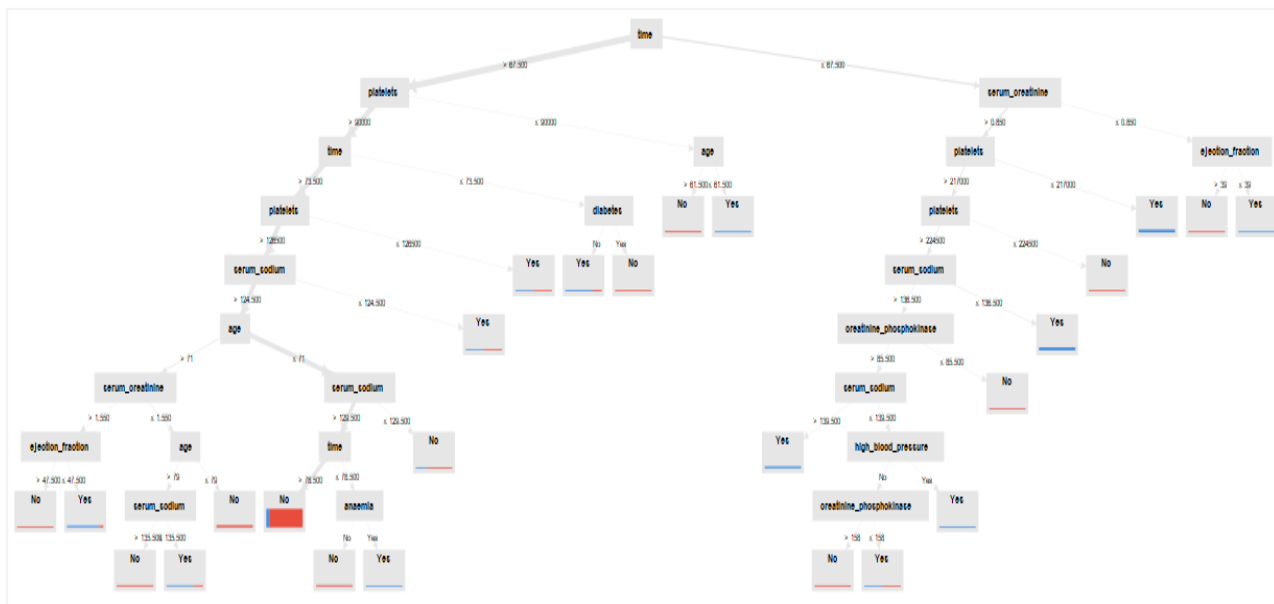 time
> 67.500 ≤ 67.500
platelets serum_creatinine
> 90000 ≤ 90000 > 0.850 ≤ 0.850
time age platelets ejection_fraction
> 73.500 ≤ 73.500 > 61.500 ≤ 61.500 > 217000 ≤ 217000 > 39 ≤ 39
platelets diabetes No Yes platelets Yes No Yes
> 126500 ≤ 126500 No Yes > 224500 ≤ 224500
serum_sodium Yes Yes No serum_sodium No
> 124.500 ≤ 124.500 > 136.500 ≤ 136.500
age Yes creatinine_phosphokinase Yes
> 71 ≤ 71 > 85.500 ≤ 85.500
serum_creatinine serum_sodium serum_sodium No
> 1.550 ≤ 1.550 > 129.500 ≤ 129.500 > 139.500 ≤ 139.500
ejection_fraction age time No Yes high_blood_pressure
> 47.500 ≤ 47.500 > 79 ≤ 79 > 76.500 ≤ 76.500 No Yes
No Yes serum_sodium No No anaemia creatinine_phosphokinase Yes
> 135.500 ≤ 135.500 No Yes > 156 ≤ 156
No Yes No Yes No Yes